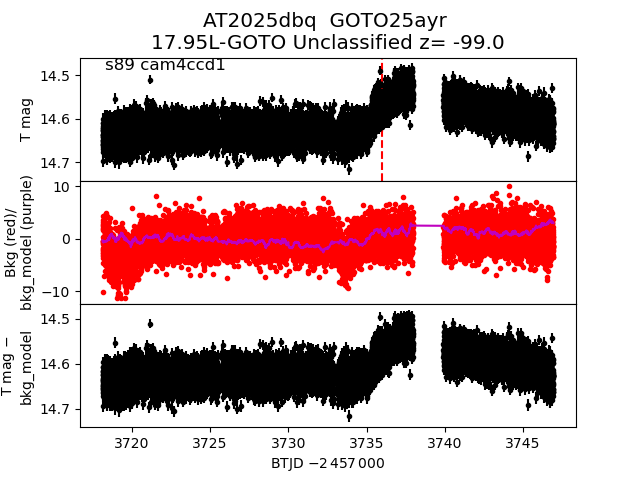 AT2025dbq  GOTO25ayr
17.95L-GOTO Unclassified z= -99.0
s89 cam4ccd1
T mag
14.5
14.6
14.7
Bkg (red)/
bkg_model (purple)
10
0
−10
T mag −
bkg_model
14.5
14.6
14.7
3720
3725
3730
3735
3740
3745
BTJD −2 457 000